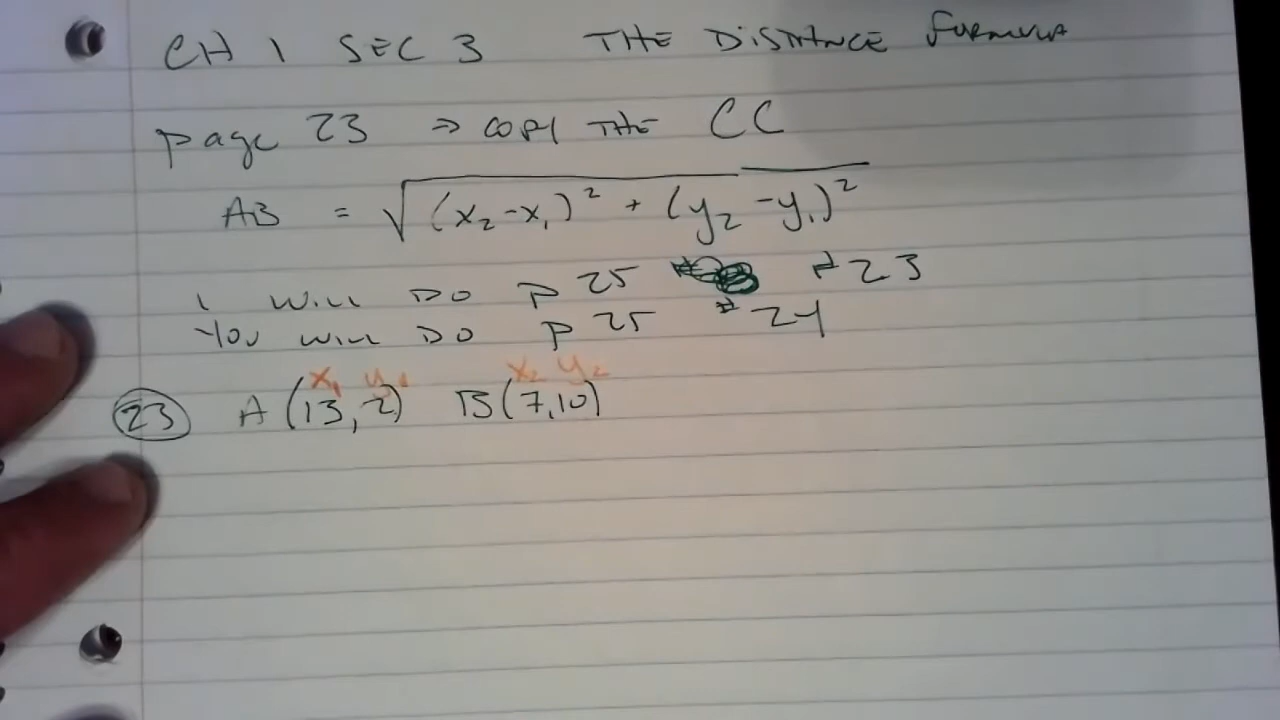 CH 1 SEC 3 THE DISTANCE FORMULA
page 23 ⇒ COPY THE CC
AB = √(x₂-x₁)² + (y₂-y₁)²
I WILL DO P 25 #23
YOU WILL DO P 25 #24
x₁ y₁ x₂ y₂
23 A (13, 2) B (7,10)